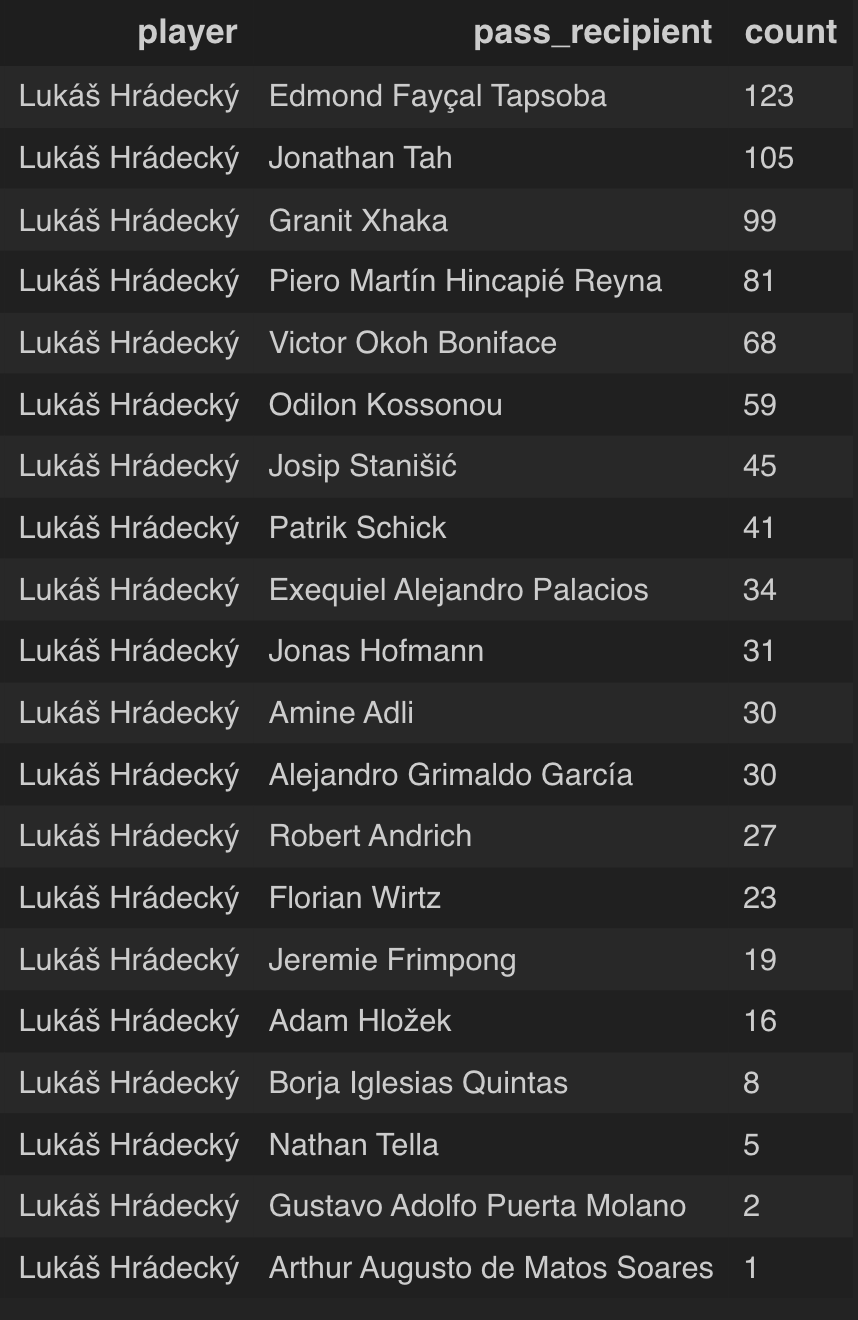 player pass_recipient count
Lukáš Hrádecký Edmond Fayçal Tapsoba 123
Lukáš Hrádecký Jonathan Tah 105
Lukáš Hrádecký Granit Xhaka 99
Lukáš Hrádecký Piero Martín Hincapié Reyna 81
Lukáš Hrádecký Victor Okoh Boniface 68
Lukáš Hrádecký Odilon Kossonou 59
Lukáš Hrádecký Josip Stanišić 45
Lukáš Hrádecký Patrik Schick 41
Lukáš Hrádecký Exequiel Alejandro Palacios 34
Lukáš Hrádecký Jonas Hofmann 31
Lukáš Hrádecký Amine Adli 30
Lukáš Hrádecký Alejandro Grimaldo García 30
Lukáš Hrádecký Robert Andrich 27
Lukáš Hrádecký Florian Wirtz 23
Lukáš Hrádecký Jeremie Frimpong 19
Lukáš Hrádecký Adam Hložek 16
Lukáš Hrádecký Borja Iglesias Quintas 8
Lukáš Hrádecký Nathan Tella 5
Lukáš Hrádecký Gustavo Adolfo Puerta Molano 2
Lukáš Hrádecký Arthur Augusto de Matos Soares 1